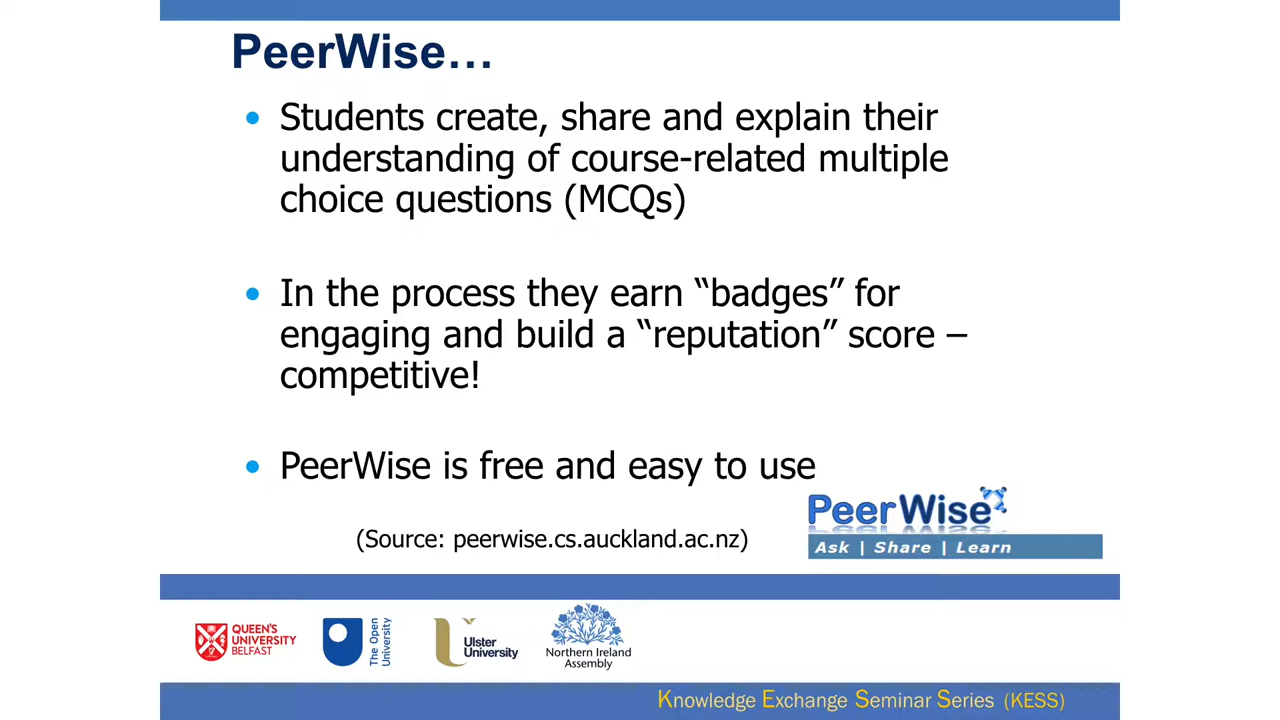 PeerWise…
• Students create, share and explain their
understanding of course-related multiple
choice questions (MCQs)
• In the process they earn “badges” for
engaging and build a “reputation” score –
competitive!
• PeerWise is free and easy to use
(Source: peerwise.cs.auckland.ac.nz)
PeerWise
Ask | Share | Learn
QUEEN'S
UNIVERSITY
BELFAST
The Open
University
Ulster
University
Northern Ireland
Assembly
Knowledge Exchange Seminar Series (KESS)